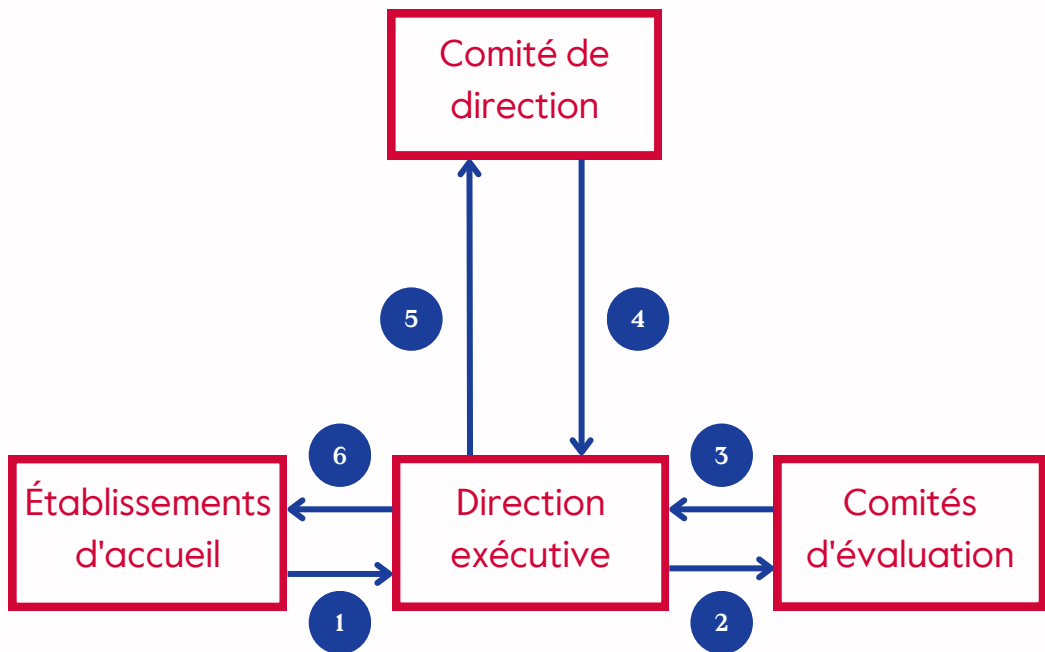 Comité de
direction
5
4
6
3
Établissements
d'accueil
Direction
exécutive
Comités
d'évaluation
1
2